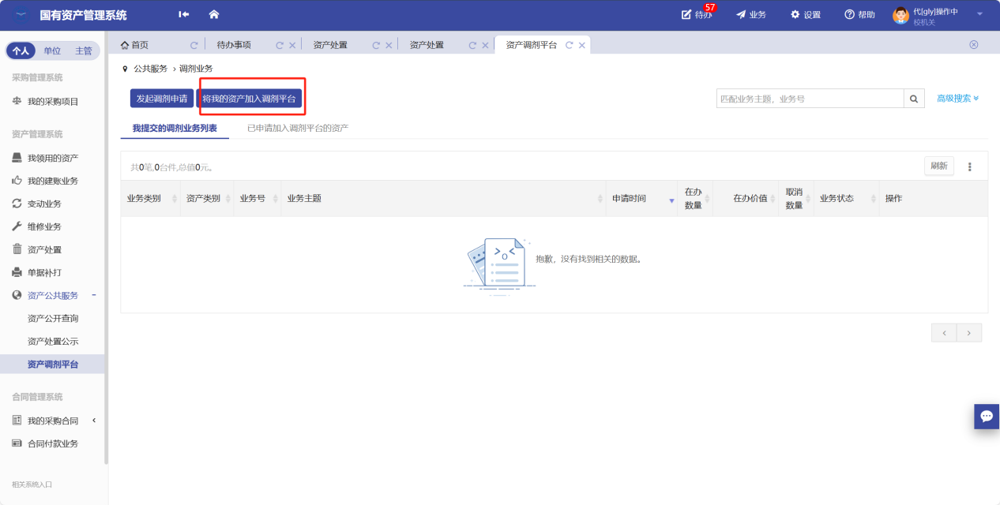 国有资产管理系统
待办
57
业务
设置
帮助
代[gly]操作中
校机关
个人 单位 主管
首页 待办事项 资产处置 资产处置 资产调剂平台
公共服务 › 调剂业务
采购管理系统
我的采购项目
资产管理系统
我领用的资产
我的建账业务
变动业务
维修业务
资产处置
单据补打
资产公共服务
资产公开查询
资产处置公示
资产调剂平台
合同管理系统
我的采购合同
合同付款业务
相关系统入口
发起调剂申请 将我的资产加入调剂平台
匹配业务主题，业务号
高级搜索
我提交的调剂业务列表 已申请加入调剂平台的资产
共0笔,0台件,总值0元。
刷新
业务类别 资产类别 业务号 业务主题 申请时间 在办数量 在办价值 取消数量 业务状态 操作
抱歉，没有找到相关的数据。